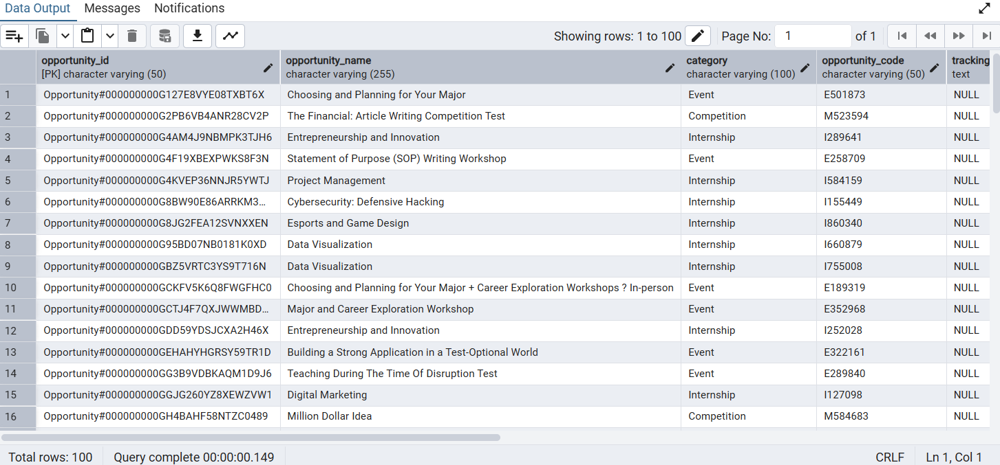 Data Output Messages Notifications
Showing rows: 1 to 100 Page No: 1 of 1
opportunity_id opportunity_name category opportunity_code tracking
[PK] character varying (50) character varying (255) character varying (100) character varying (50) text
1 Opportunity#000000000G127E8VYE08TXBT6X Choosing and Planning for Your Major Event E501873 NULL
2 Opportunity#000000000G2PB6VB4ANR28CV2P The Financial: Article Writing Competition Test Competition M523594 NULL
3 Opportunity#000000000G4AM4J9NBMPK3TJH6 Entrepreneurship and Innovation Internship I289641 NULL
4 Opportunity#000000000G4F19XBEXPWKS8F3N Statement of Purpose (SOP) Writing Workshop Event E258709 NULL
5 Opportunity#000000000G4KVEP36NNJR5YWTJ Project Management Internship I584159 NULL
6 Opportunity#000000000G8BW90E86ARRKM3... Cybersecurity: Defensive Hacking Internship I155449 NULL
7 Opportunity#000000000G8JG2FEA12SVNXXEN Esports and Game Design Internship I860340 NULL
8 Opportunity#000000000G95BD07NB0181K0XD Data Visualization Internship I660879 NULL
9 Opportunity#000000000GBZ5VRTC3YS9T716N Data Visualization Internship I755008 NULL
10 Opportunity#000000000GCKFV5K6Q8FWGFHC0 Choosing and Planning for Your Major + Career Exploration Workshops ? In-person Event E189319 NULL
11 Opportunity#000000000GCTJ4F7QXJWWMBD... Major and Career Exploration Workshop Event E352968 NULL
12 Opportunity#000000000GDD59YDSJCXA2H46X Entrepreneurship and Innovation Internship I252028 NULL
13 Opportunity#000000000GEHAHYHGRSY59TR1D Building a Strong Application in a Test-Optional World Event E322161 NULL
14 Opportunity#000000000GG3B9VDBKAQM1D9J6 Teaching During The Time Of Disruption Test Event E289840 NULL
15 Opportunity#000000000GGJG260YZ8XEWZVW1 Digital Marketing Internship I127098 NULL
16 Opportunity#000000000GH4BAHF58NTZC0489 Million Dollar Idea Competition M584683 NULL
Total rows: 100 Query complete 00:00:00.149 CRLF Ln 1, Col 1